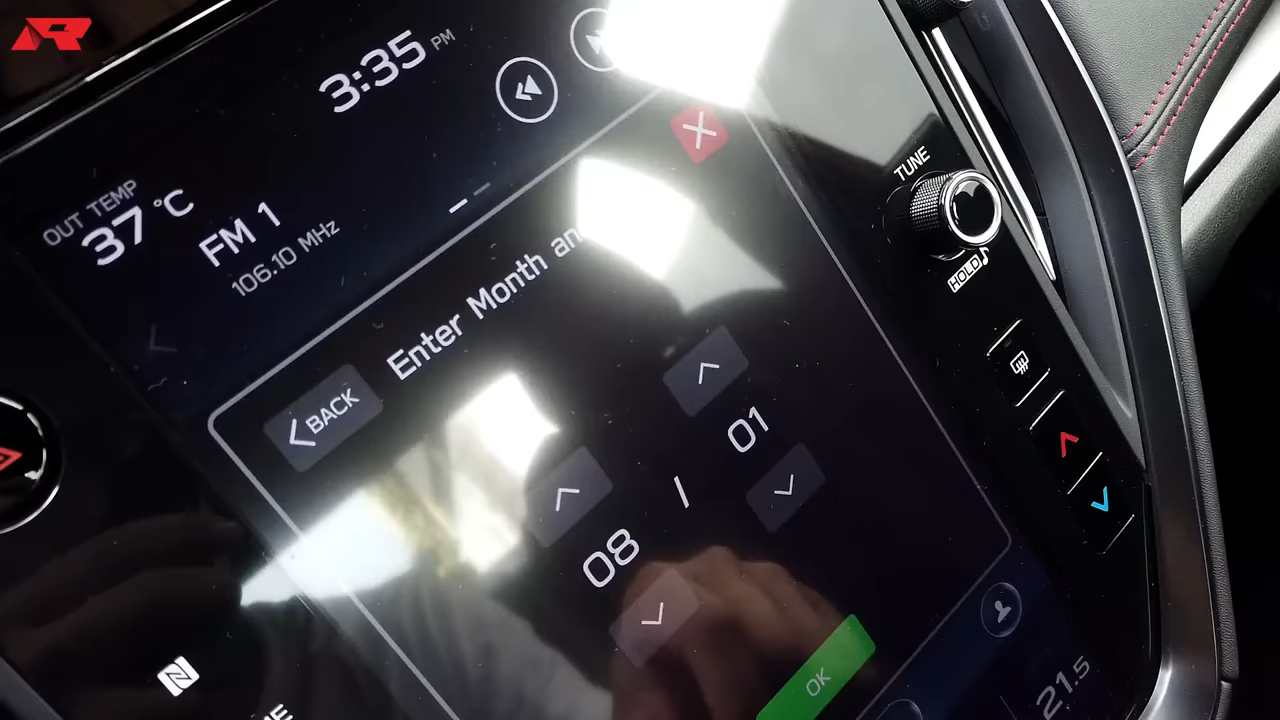 3:35 PM
OUT TEMP
37 °C
FM 1
106.10 MHz
Enter Month
BACK
01
/
08
OK
TUNE
HOLD
21.5